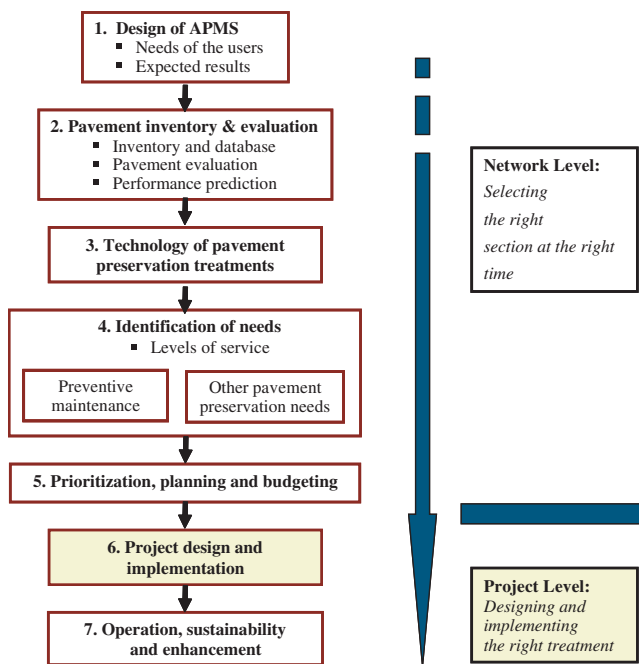 1. Design of APMS
▪ Needs of the users
▪ Expected results
2. Pavement inventory & evaluation
▪ Inventory and database
▪ Pavement evaluation
▪ Performance prediction
3. Technology of pavement
preservation treatments
4. Identification of needs
▪ Levels of service
Preventive
maintenance
Other pavement
preservation needs
5. Prioritization, planning and budgeting
6. Project design and
implementation
7. Operation, sustainability
and enhancement
Network Level:
Selecting
the right
section at the right
time
Project Level:
Designing and
implementing
the right treatment